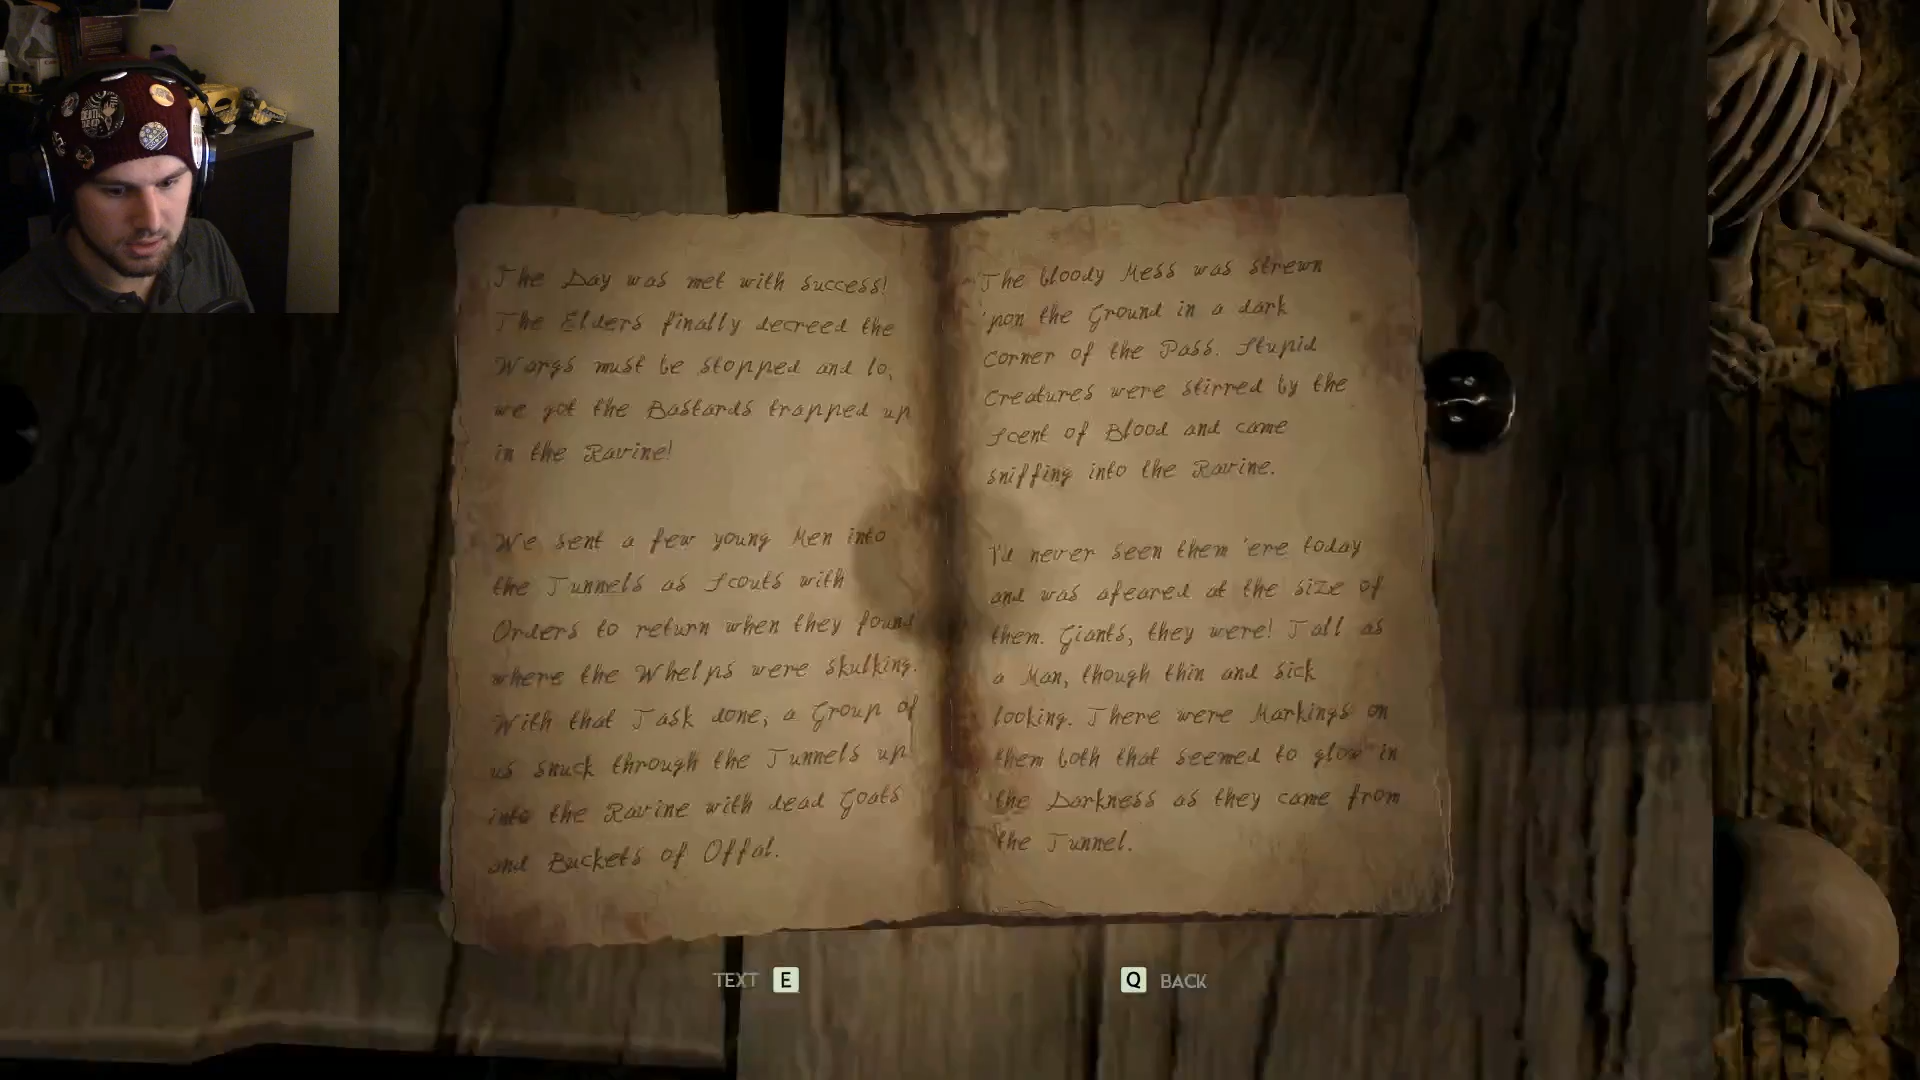 The Day was met with success!
The Elders finally decreed the
Wargs must be stopped and lo,
we got the Bastards trapped up
in the Ravine!
We sent a few young Men into
the Tunnels as Scouts with
Orders to return when they found
where the Whelps were skulking.
With that Task done, a Group of
us snuck through the Tunnels up
into the Ravine with dead Goats
and Buckets of Offal.
The bloody Mess was strewn
'pon the Ground in a dark
corner of the Pass. Stupid
Creatures were stirred by the
Scent of Blood and came
sniffing into the Ravine.
I'd never seen them 'ere today
and was afeared at the size of
them. Giants, they were! Tall as
a Man, though thin and sick
looking. There were Markings on
them both that seemed to glow in
the Darkness as they came from
the Tunnel.
TEXT E
Q BACK